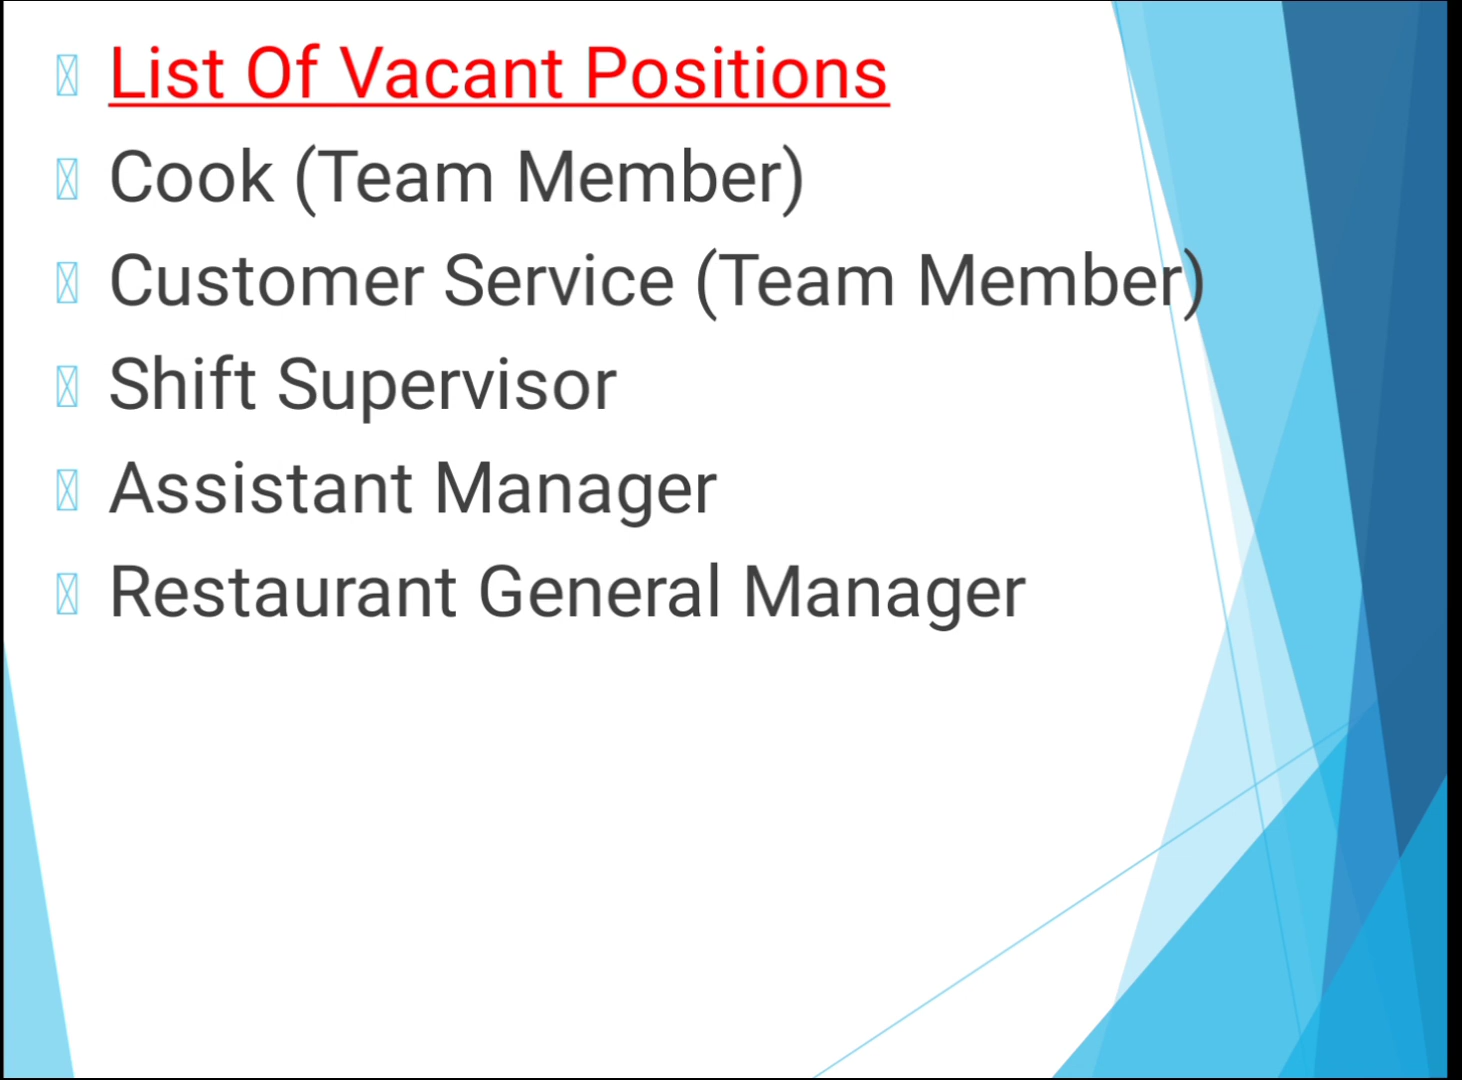 List Of Vacant Positions
Cook (Team Member)
Customer Service (Team Member)
Shift Supervisor
Assistant Manager
Restaurant General Manager